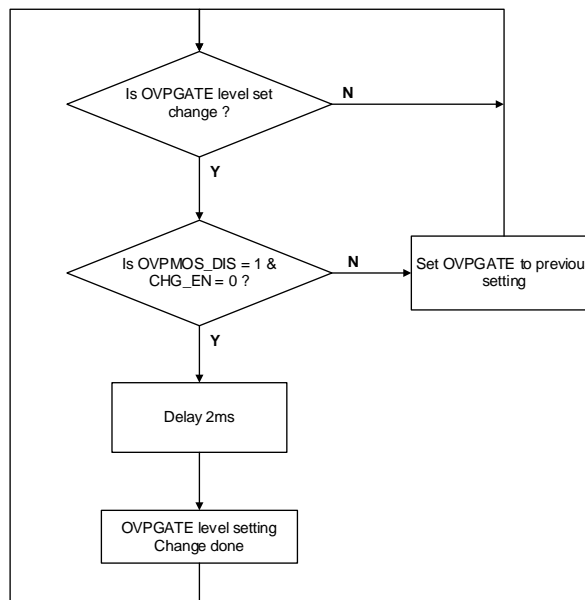 Is OVPGATE level set
change ?
N
Y
Is OVPMOS_DIS = 1 &
CHG_EN = 0 ?
N
Set OVPGATE to previous
setting
Y
Delay 2ms
OVPGATE level setting
Change done